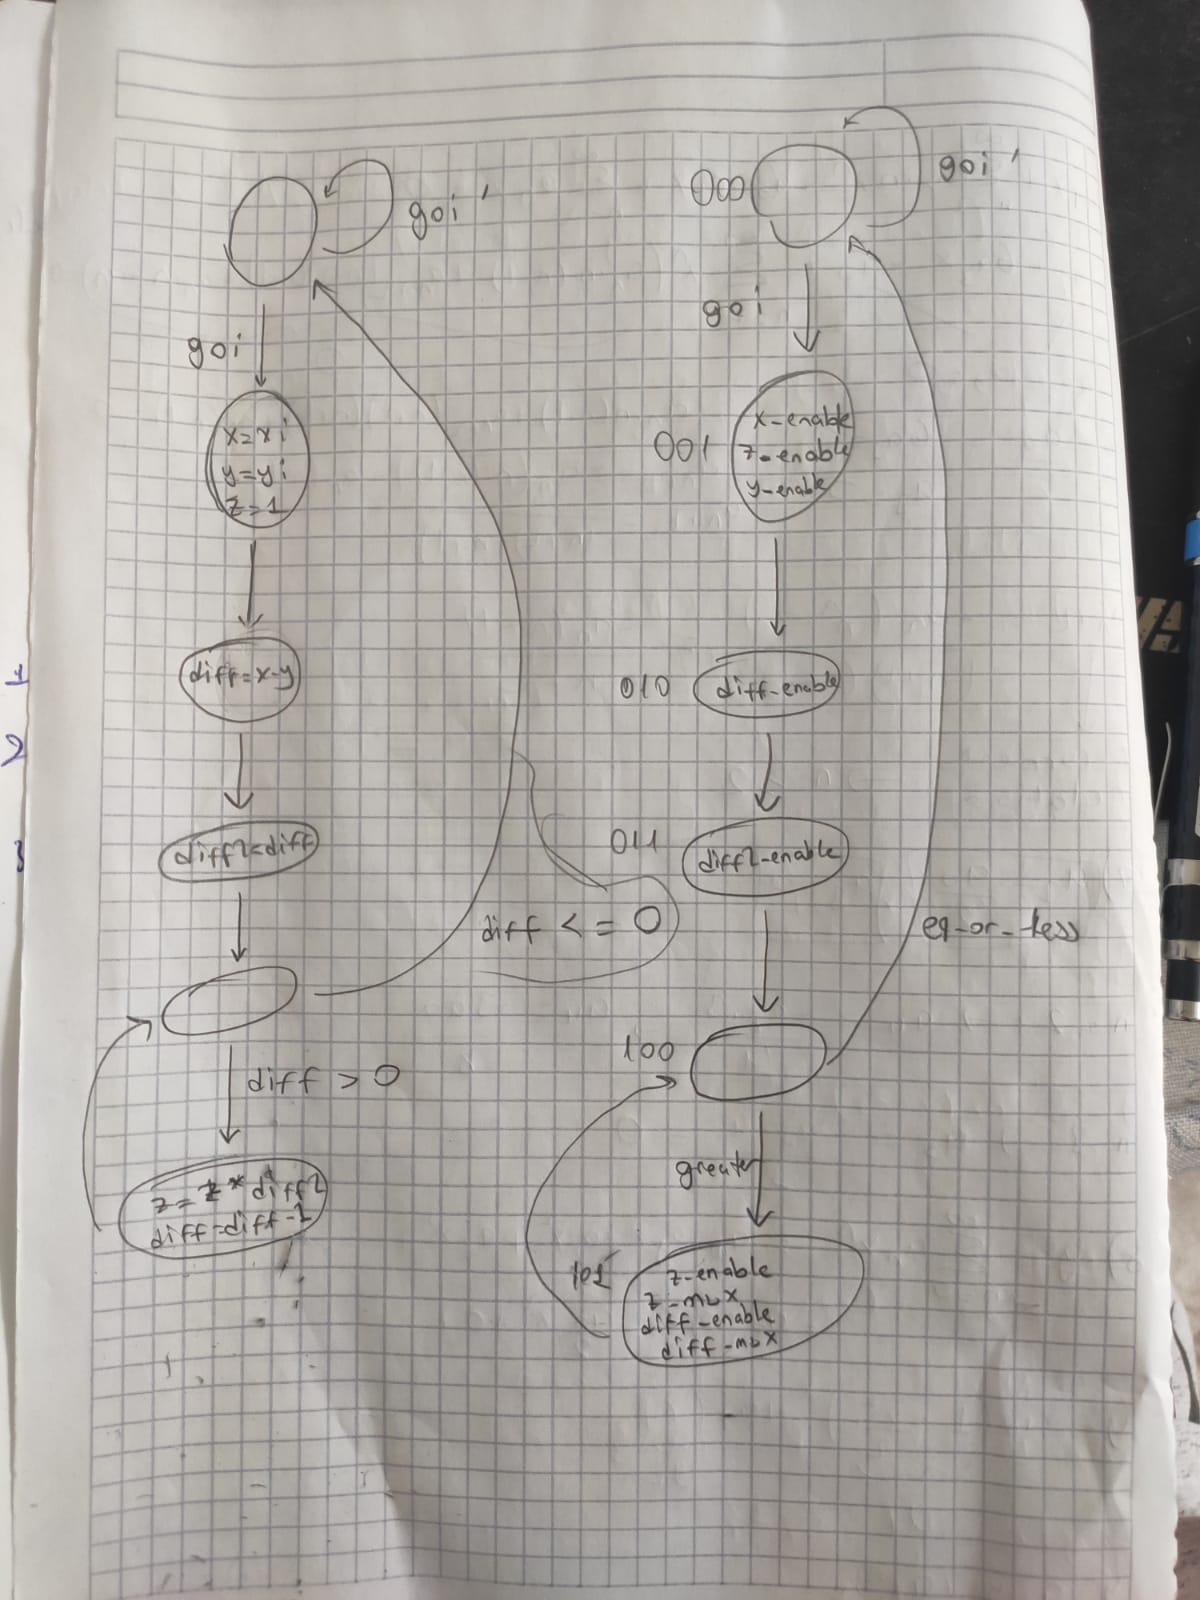 goi'
goi
x=xi
y=yi
z=1
diff=x-y
diff2<diff
diff <= 0
diff > 0
z=z*diff2
diff=diff-1
000
goi'
goi
001
x-enable
z-enable
y-enable
010
diff-enable
011
diff2-enable
eq-or-less
100
greater
101
z-enable
z-mux
diff-enable
diff-mux
1
2
3